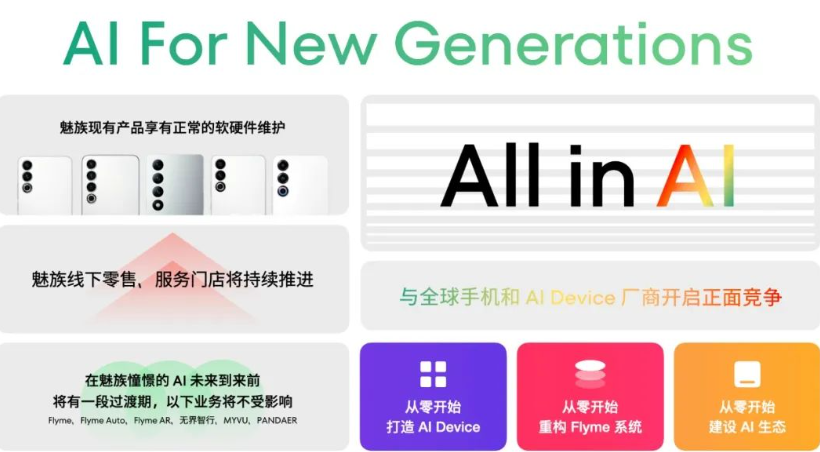 AI For New Generations
魅族现有产品享有正常的软硬件维护
All in AI
魅族线下零售，服务门店将持续推进
与全球手机和 AI Device 厂商开启正面竞争
在魅族憧憬的 AI 未来到来前
将有一段过渡期，以下业务将不受影响
Flyme、Flyme Auto、Flyme AR、无界智行、MYVU、PANDAER
从零开始
打造 AI Device
从零开始
重构 Flyme 系统
从零开始
建设 AI 生态